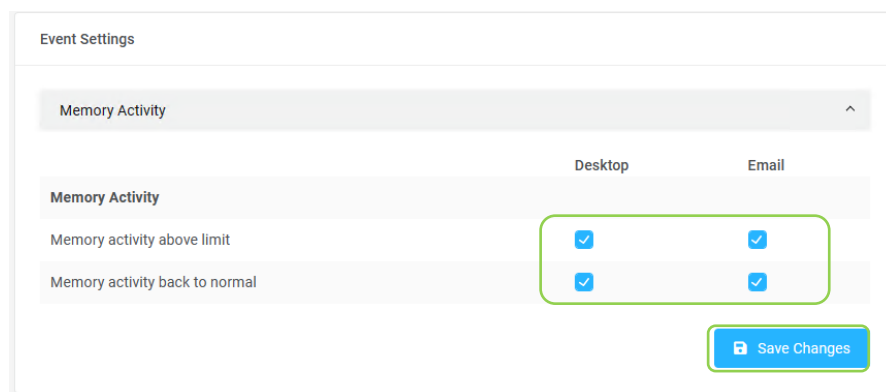 Event Settings
Memory Activity
Desktop Email
Memory Activity
Memory activity above limit
Memory activity back to normal
Save Changes